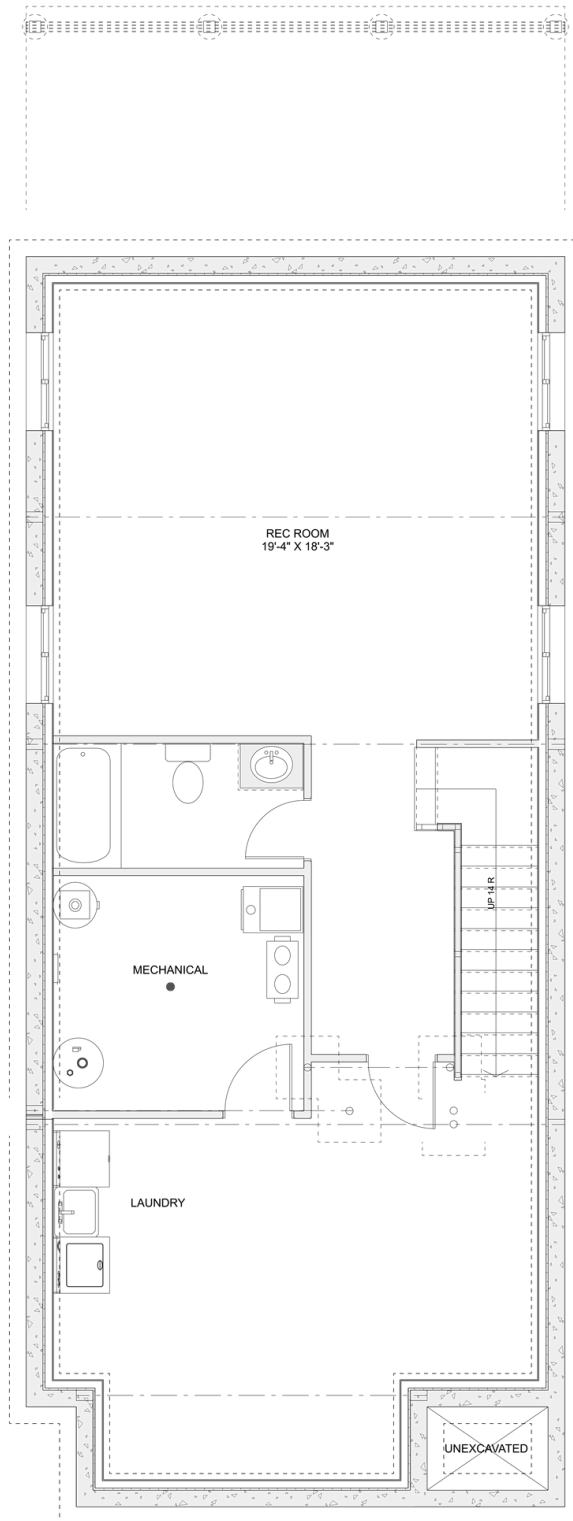 REC ROOM
19'-4" X 18'-3"
UP 14 R
MECHANICAL
LAUNDRY
UNEXCAVATED